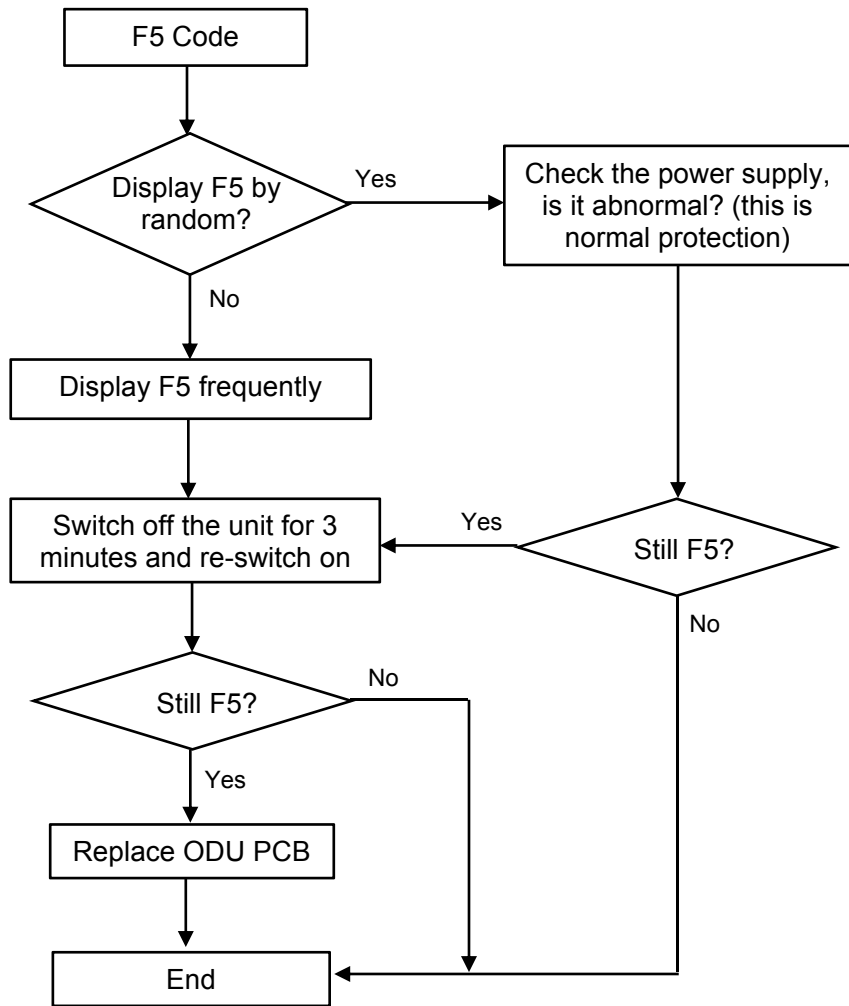 F5 Code
Display F5 by
random?
Yes
Check the power supply,
is it abnormal? (this is
normal protection)
No
Display F5 frequently
Switch off the unit for 3
minutes and re-switch on
Yes
Still F5?
No
Still F5?
No
Yes
Replace ODU PCB
End